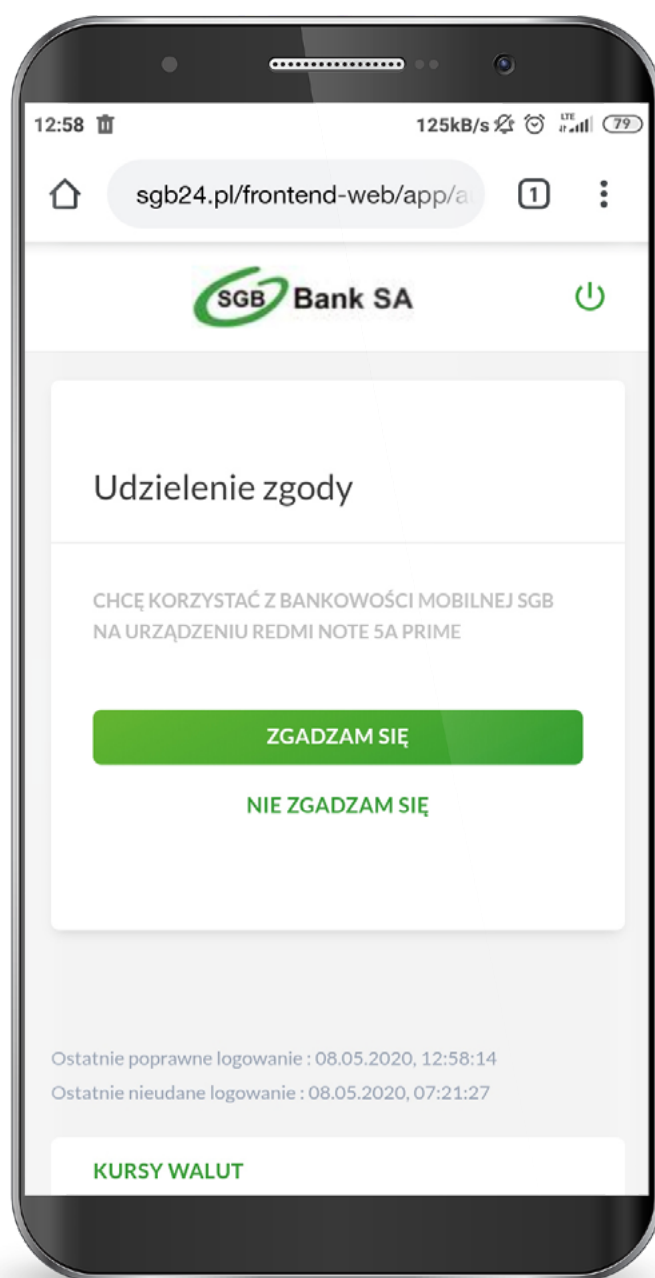 12:58 125kB/s LTE 79
sgb24.pl/frontend-web/app/a 1
SGB Bank SA
Udzielenie zgody
CHCĘ KORZYSTAĆ Z BANKOWOŚCI MOBILNEJ SGB
NA URZĄDZENIU REDMI NOTE 5A PRIME
ZGADZAM SIĘ
NIE ZGADZAM SIĘ
Ostatnie poprawne logowanie : 08.05.2020, 12:58:14
Ostatnie nieudane logowanie : 08.05.2020, 07:21:27
KURSY WALUT